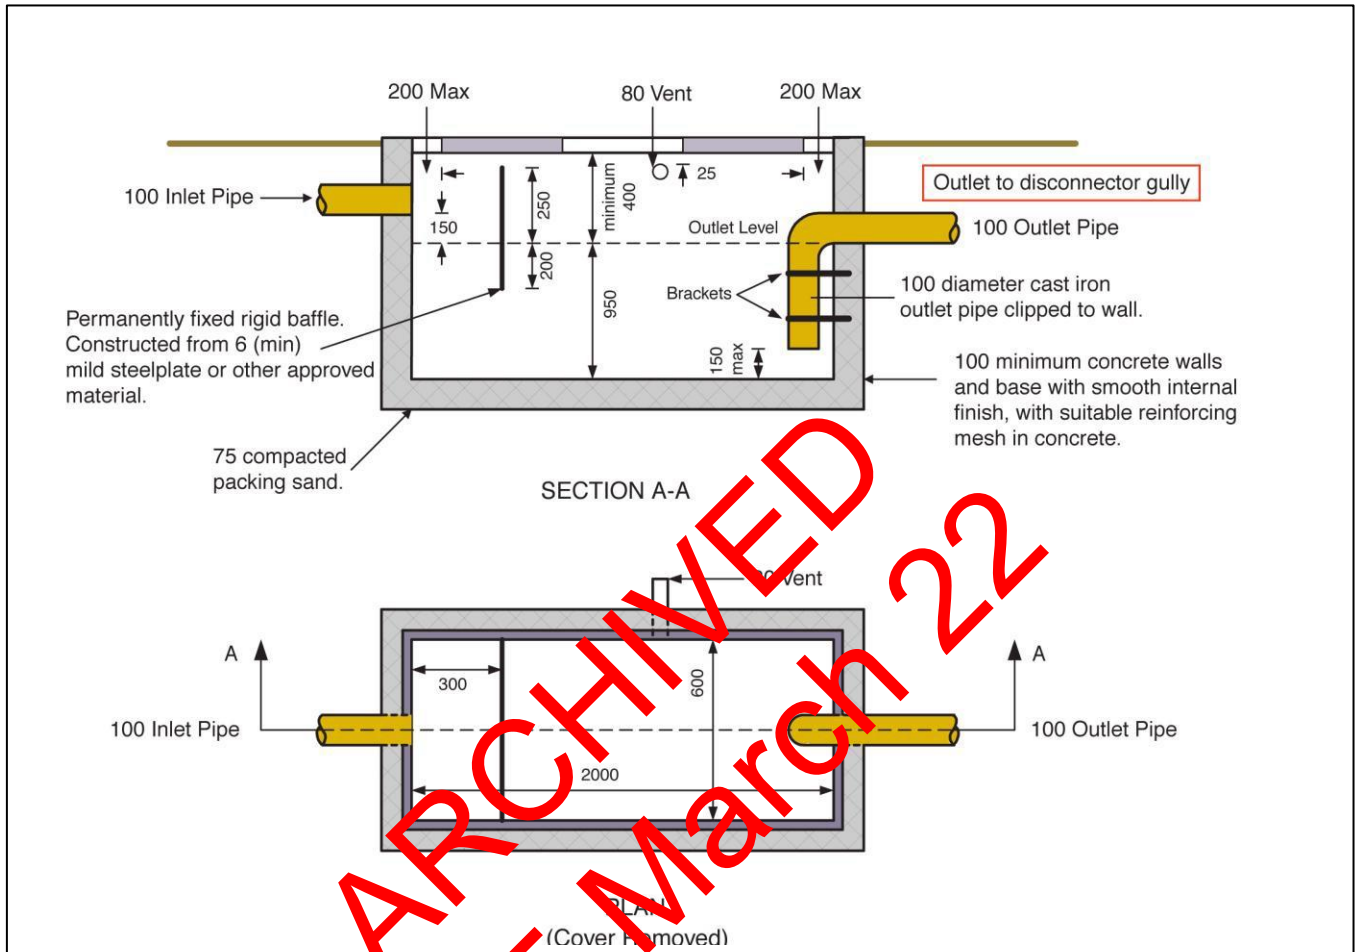 200 Max
80 Vent
200 Max
100 Inlet Pipe
150
250
200
minimum
400
950
25
Outlet Level
Outlet to disconnector gully
100 Outlet Pipe
Brackets
100 diameter cast iron
outlet pipe clipped to wall.
150
max
Permanently fixed rigid baffle.
Constructed from 6 (min)
mild steelplate or other approved
material.
100 minimum concrete walls
and base with smooth internal
finish, with suitable reinforcing
mesh in concrete.
75 compacted
packing sand.
SECTION A-A
ARCHIVED
March 22
Vent
A
A
300
600
100 Inlet Pipe
100 Outlet Pipe
2000
PLAN
(Cover Removed)